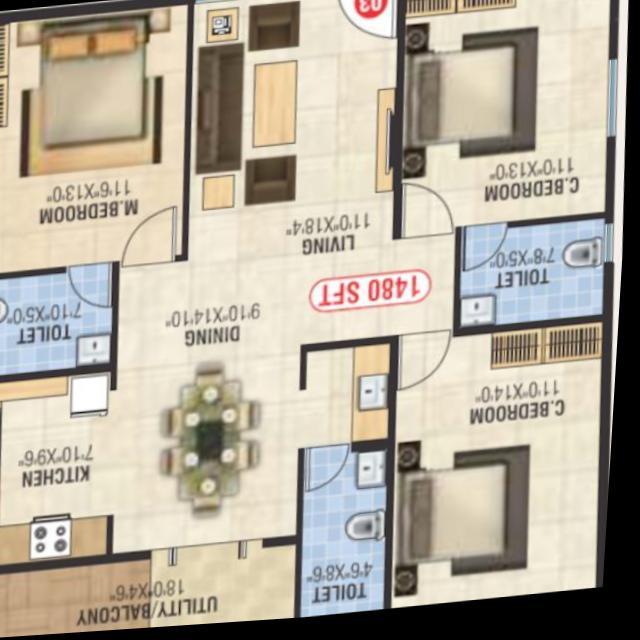 TOILET
4'6"X8'6"
UTILITY/BALCONY
18'0"X4'6"
KITCHEN
7'10"X9'6"
C.BEDROOM
11'0"X14'0"
DINING
9'10"X14'10"
TOILET
7'10"X5'0"
1480 SFT
TOILET
7'8"X5'0"
LIVING
11'0"X18'4"
M.BEDROOM
11'6"X13'0"
C.BEDROOM
11'0"X13'0"
03